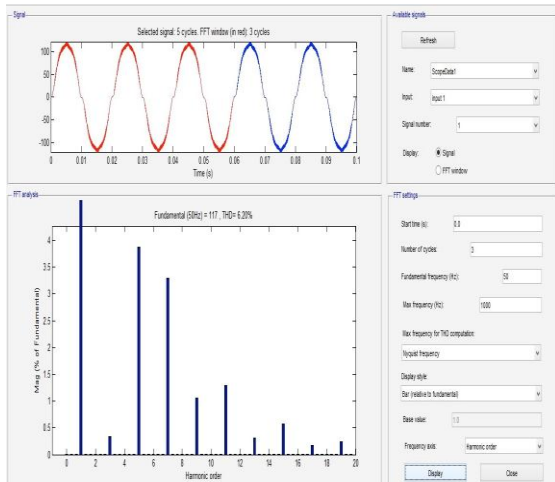 Signal
Selected signal: 5 cycles. FFT window (in red): 3 cycles
100
50
0
-50
-100
0 0.01 0.02 0.03 0.04 0.05 0.06 0.07 0.08 0.09 0.1
Time (s)
FFT analysis
Fundamental (50Hz) = 117 , THD= 6.20%
Mag (% of Fundamental)
4
3.5
3
2.5
2
1.5
1
0.5
0
0 2 4 6 8 10 12 14 16 18 20
Harmonic order
Available signals
Refresh
Name: ScopeData1
Input: input 1
Signal number: 1
Display: Signal
FFT window
FFT settings
Start time (s): 0.0
Number of cycles: 3
Fundamental frequency (Hz): 50
Max frequency (Hz): 1000
Max frequency for THD computation:
Nyquist frequency
Display style:
Bar (relative to fundamental)
Base value: 1.0
Frequency axis: Harmonic order
Display Close